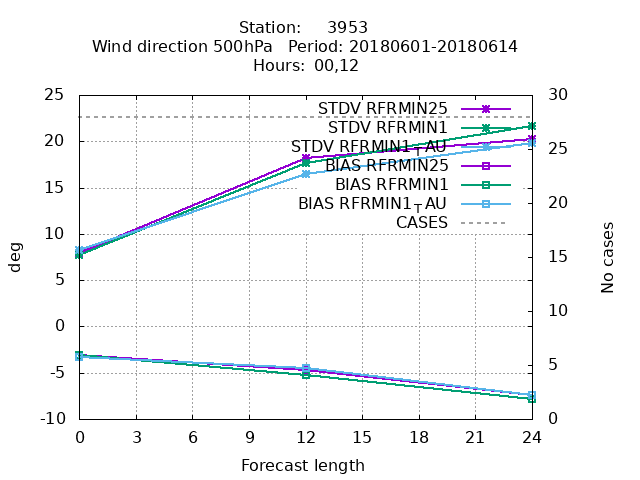 Station: 3953
Wind direction 500hPa Period: 20180601-20180614
Hours: 00,12
25
20
15
10
5
0
-5
-10
30
25
20
15
10
5
0
STDV RFRMIN25
STDV RFRMIN1
STDV RFRMIN1TAU
BIAS RFRMIN25
BIAS RFRMIN1
BIAS RFRMIN1TAU
CASES
deg
No cases
0 3 6 9 12 15 18 21 24
Forecast length